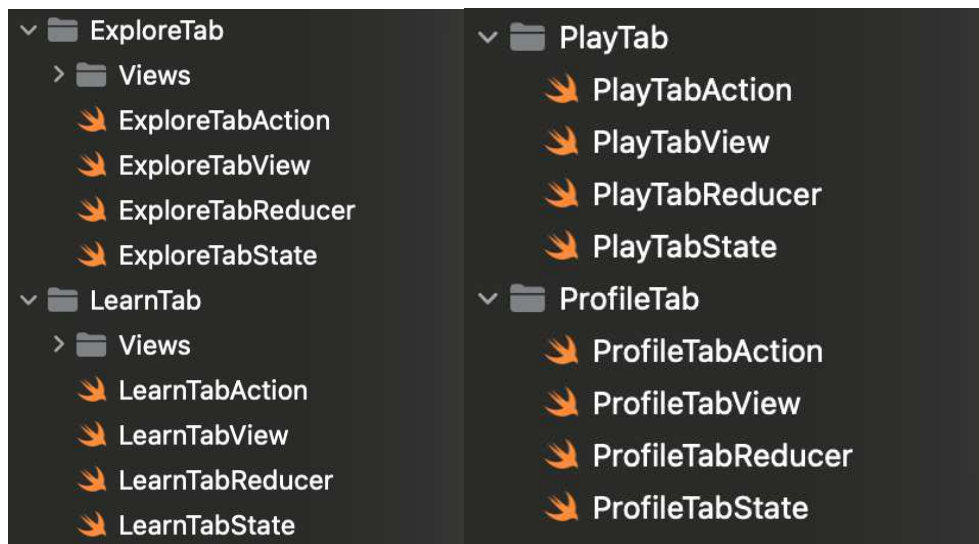 ExploreTab
Views
ExploreTabAction
ExploreTabView
ExploreTabReducer
ExploreTabState
LearnTab
Views
LearnTabAction
LearnTabView
LearnTabReducer
LearnTabState
PlayTab
PlayTabAction
PlayTabView
PlayTabReducer
PlayTabState
ProfileTab
ProfileTabAction
ProfileTabView
ProfileTabReducer
ProfileTabState